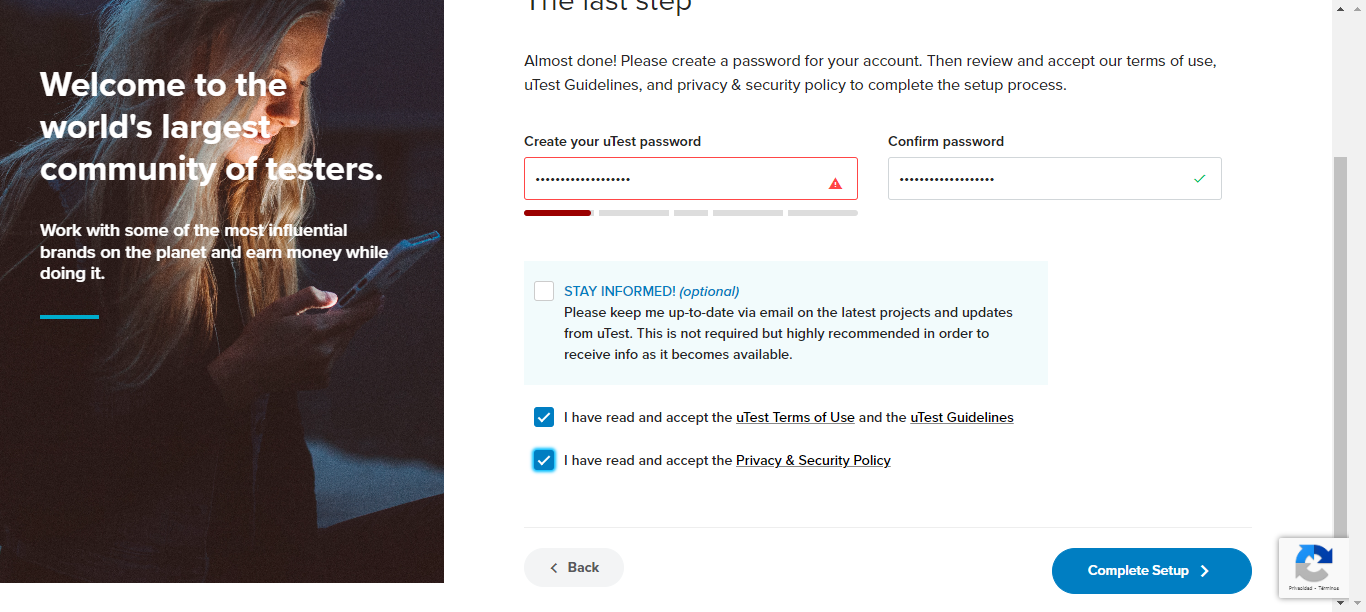 The last step
Welcome to the
world's largest
community of testers.
Work with some of the most influential
brands on the planet and earn money while
doing it.
Almost done! Please create a password for your account. Then review and accept our terms of use,
uTest Guidelines, and privacy & security policy to complete the setup process.
Create your uTest password
Confirm password
STAY INFORMED! (optional)
Please keep me up-to-date via email on the latest projects and updates
from uTest. This is not required but highly recommended in order to
receive info as it becomes available.
I have read and accept the uTest Terms of Use and the uTest Guidelines
I have read and accept the Privacy & Security Policy
Back
Complete Setup
Privacidad - Términos